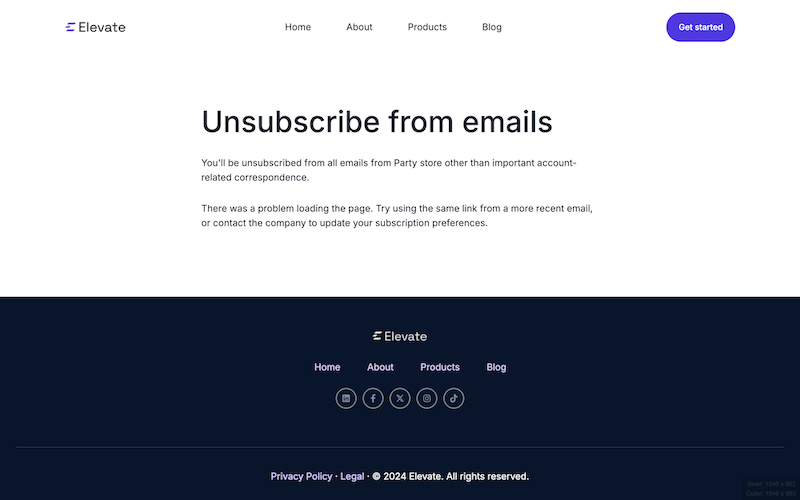 Elevate
Home About Products Blog
Get started
Unsubscribe from emails
You'll be unsubscribed from all emails from Party store other than important account-
related correspondence.
There was a problem loading the page. Try using the same link from a more recent email,
or contact the company to update your subscription preferences.
Elevate
Home About Products Blog
Privacy Policy · Legal · © 2024 Elevate. All rights reserved.